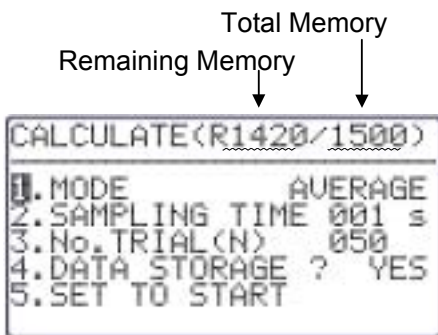 Total Memory
Remaining Memory
CALCULATE(R1420/1500)
1.MODE AVERAGE
2.SAMPLING TIME 001 s
3.No.TRIAL(N) 050
4.DATA STORAGE ? YES
5.SET TO START